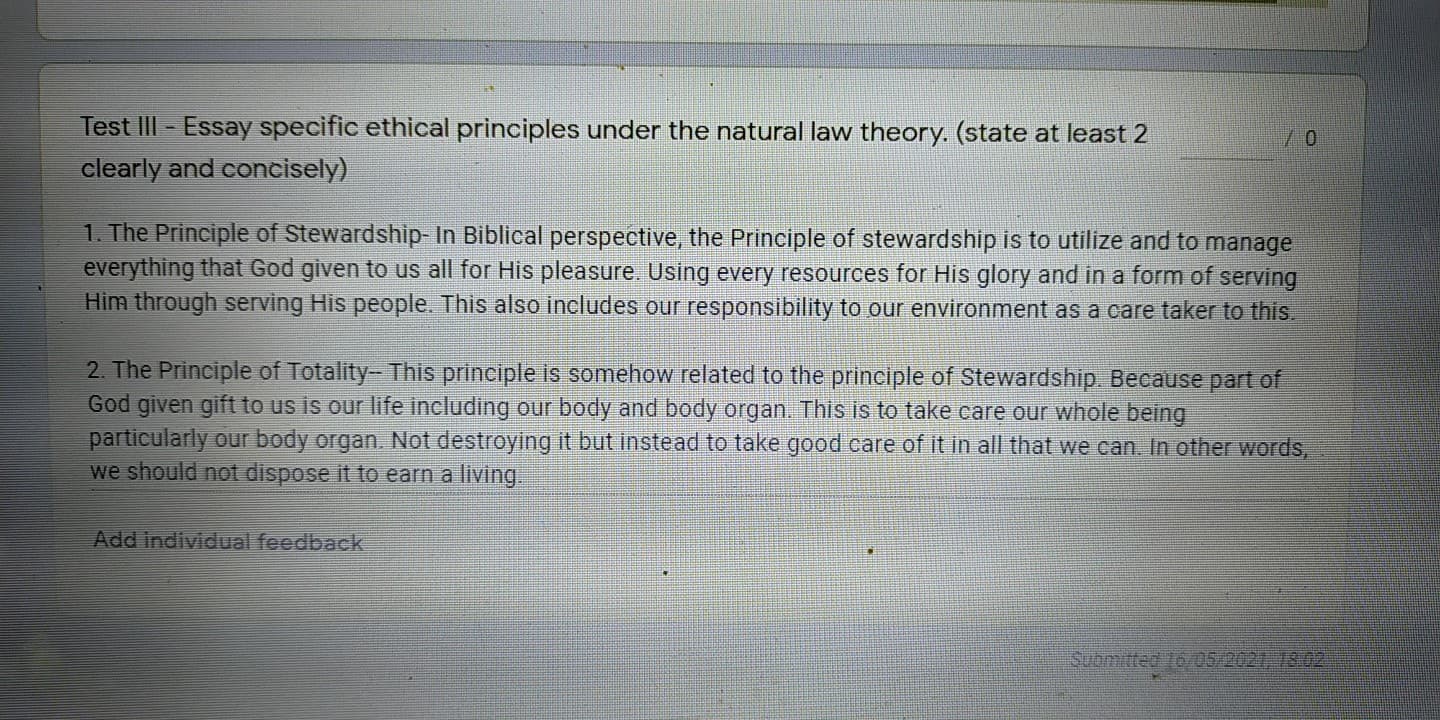 Test III - Essay specific ethical principles under the natural law theory. (state at least 2
/ 0
clearly and concisely)
1. The Principle of Stewardship- In Biblical perspective, the Principle of stewardship is to utilize and to manage
everything that God given to us all for His pleasure. Using every resources for His glory and in a form of serving
Him through serving His people. This also includes our responsibility to our environment as a care taker to this.
2. The Principle of Totality-- This principle is somehow related to the principle of Stewardship. Because part of
God given gift to us is our life including our body and body organ. This is to take care our whole being
particularly our body organ. Not destroying it but instead to take good care of it in all that we can. In other words,
we should not dispose it to earn a living.
Add individual feedback
Submitted 16/05/2021, 18:02